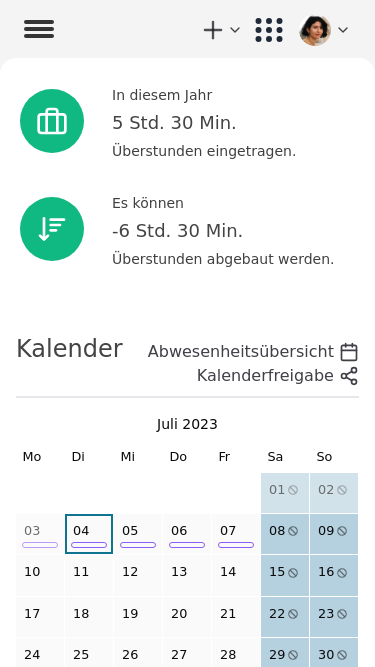 In diesem Jahr
5 Std. 30 Min.
Überstunden eingetragen.
Es können
-6 Std. 30 Min.
Überstunden abgebaut werden.
Kalender
Abwesenheitsübersicht
Kalenderfreigabe
Juli 2023
Mo Di Mi Do Fr Sa So
01 02
03 04 05 06 07 08 09
10 11 12 13 14 15 16
17 18 19 20 21 22 23
24 25 26 27 28 29 30